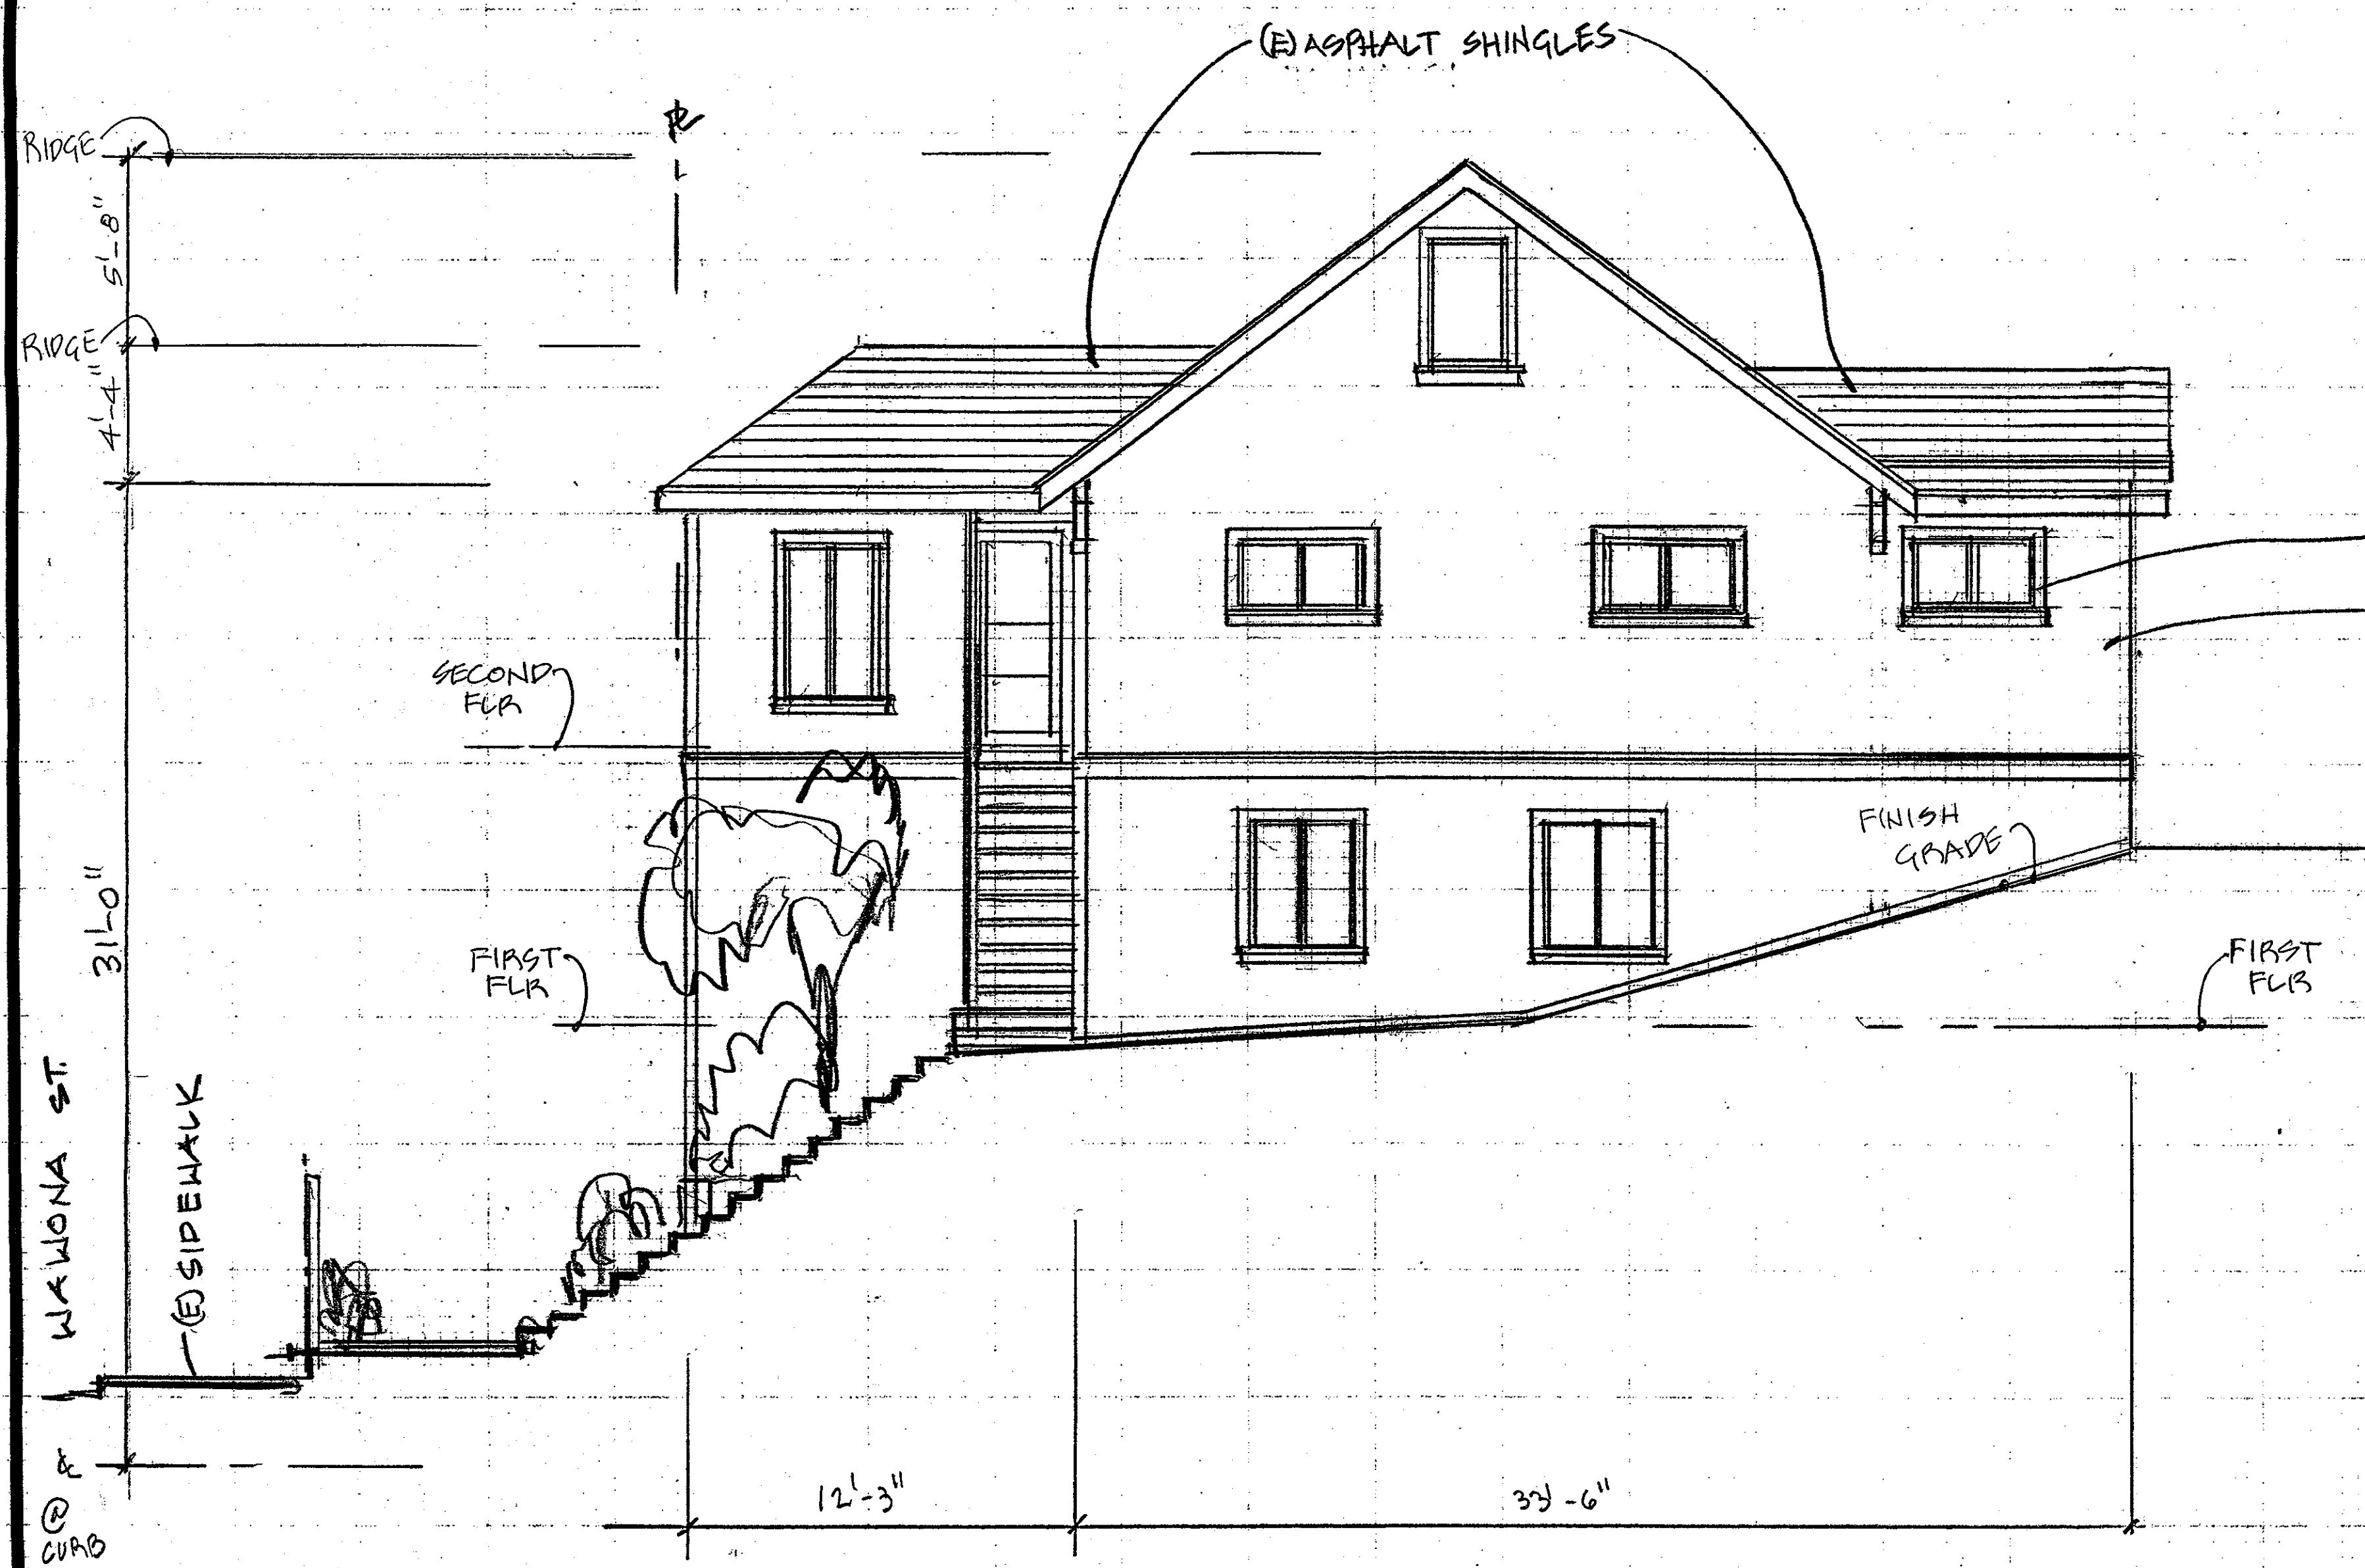 (E) ASPHALT SHINGLES
RIDGE
5'-8"
RIDGE
4'-4"
SECOND
FLR
FINISH
GRADE
31'-0"
FIRST
FLR
FIRST
FLR
WAWONA ST.
(E) SIDEWALK
12'-3"
33'-6"
@
CURB